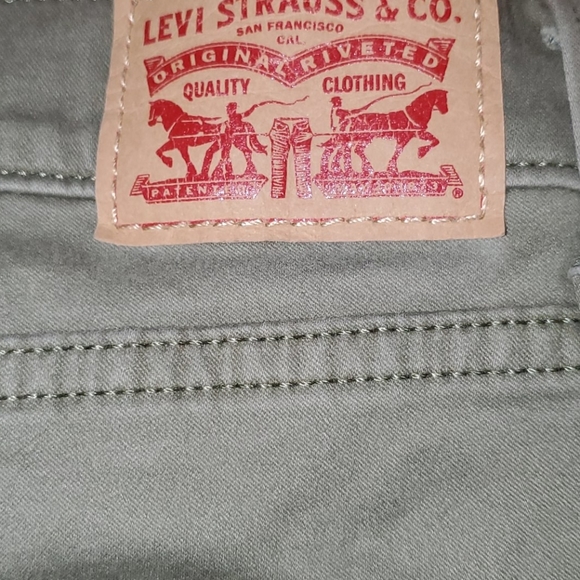 LEVI STRAUSS & CO.
SAN FRANCISCO
CAL.
ORIGINAL RIVETED
QUALITY CLOTHING
®